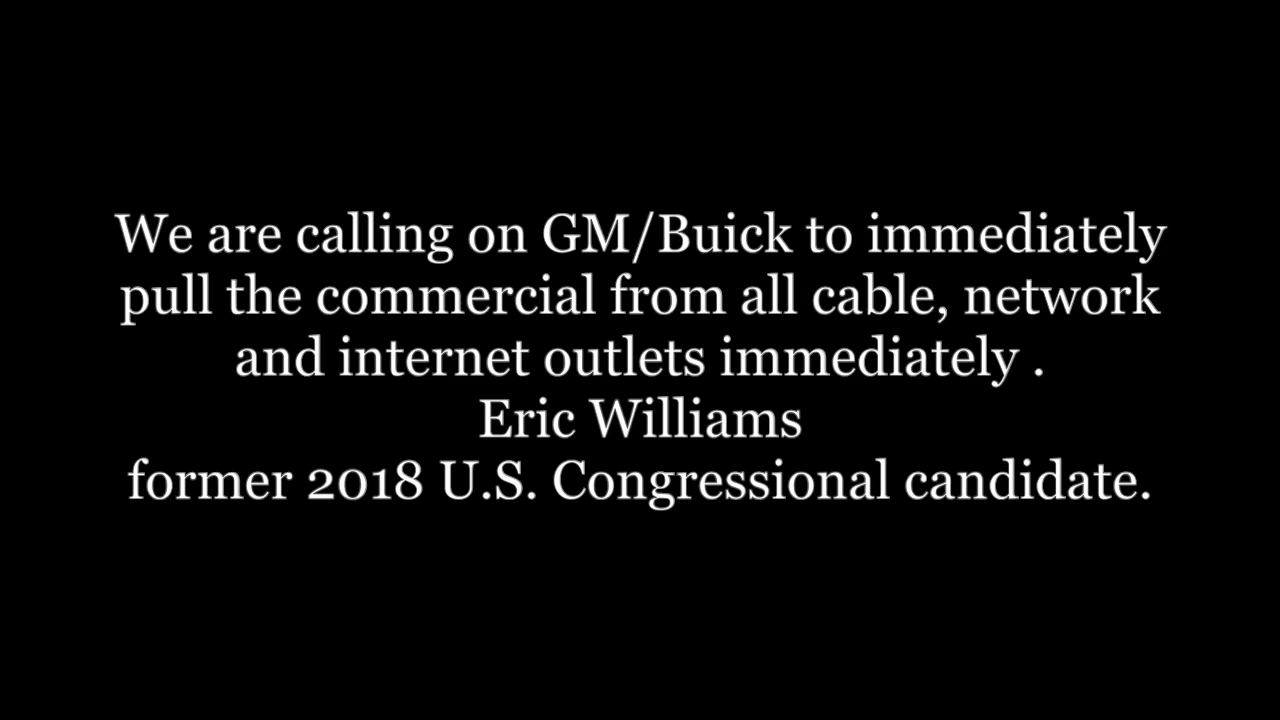 We are calling on GM/Buick to immediately
pull the commercial from all cable, network
and internet outlets immediately .
Eric Williams
former 2018 U.S. Congressional candidate.